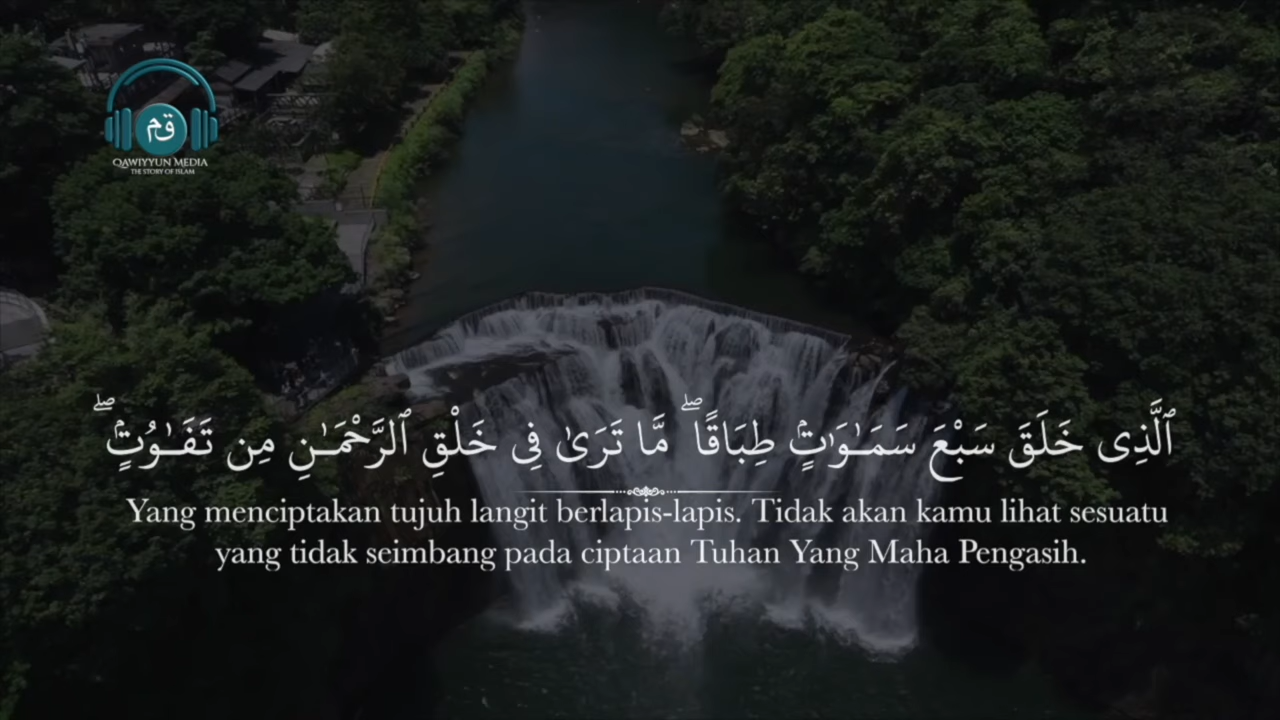 قم
QAWIYYUN MEDIA
THE STORY OF ISLAM
ٱلَّذِى خَلَقَ سَبْعَ سَمَـٰوَٰتٍۢ طِبَاقًۭا ۖ مَّا تَرَىٰ فِى خَلْقِ ٱلرَّحْمَـٰنِ مِن تَفَـٰوُتٍۢ ۖ
Yang menciptakan tujuh langit berlapis-lapis. Tidak akan kamu lihat sesuatu
yang tidak seimbang pada ciptaan Tuhan Yang Maha Pengasih.